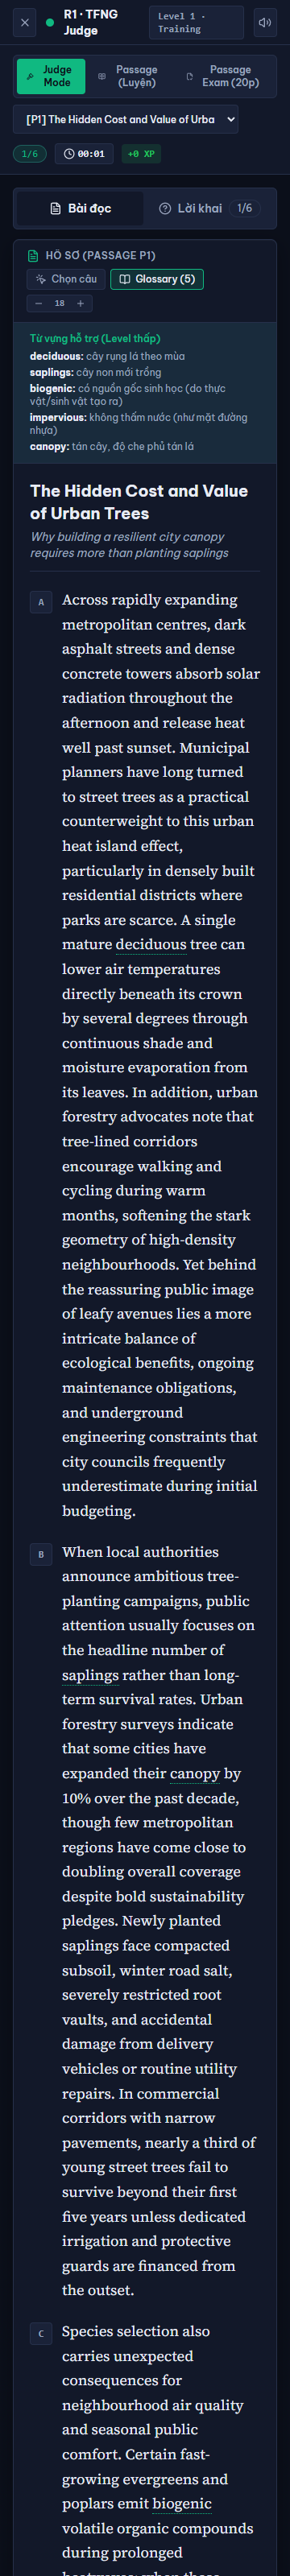 R1 · TFNG
Judge
Level 1 ·
Training
Judge
Mode
Passage
(Luyện)
Passage
Exam (20p)
[P1] The Hidden Cost and Value of Urba
1/6
00:01
+0 XP
Bài đọc
Lời khai
1/6
HỒ SƠ (PASSAGE P1)
Chọn câu
Glossary (5)
− 18 +
Từ vựng hỗ trợ (Level thấp)
deciduous: cây rụng lá theo mùa
saplings: cây non mới trồng
biogenic: có nguồn gốc sinh học (do thực
vật/sinh vật tạo ra)
impervious: không thấm nước (như mặt đường
nhựa)
canopy: tán cây, độ che phủ tán lá
The Hidden Cost and Value
of Urban Trees
Why building a resilient city canopy
requires more than planting saplings
A
Across rapidly expanding
metropolitan centres, dark
asphalt streets and dense
concrete towers absorb solar
radiation throughout the
afternoon and release heat
well past sunset. Municipal
planners have long turned
to street trees as a practical
counterweight to this urban
heat island effect,
particularly in densely built
residential districts where
parks are scarce. A single
mature deciduous tree can
lower air temperatures
directly beneath its crown
by several degrees through
continuous shade and
moisture evaporation from
its leaves. In addition, urban
forestry advocates note that
tree-lined corridors
encourage walking and
cycling during warm
months, softening the stark
geometry of high-density
neighbourhoods. Yet behind
the reassuring public image
of leafy avenues lies a more
intricate balance of
ecological benefits, ongoing
maintenance obligations,
and underground
engineering constraints that
city councils frequently
underestimate during initial
budgeting.
B
When local authorities
announce ambitious tree-
planting campaigns, public
attention usually focuses on
the headline number of
saplings rather than long-
term survival rates. Urban
forestry surveys indicate
that some cities have
expanded their canopy by
10% over the past decade,
though few metropolitan
regions have come close to
doubling overall coverage
despite bold sustainability
pledges. Newly planted
saplings face compacted
subsoil, winter road salt,
severely restricted root
vaults, and accidental
damage from delivery
vehicles or routine utility
repairs. In commercial
corridors with narrow
pavements, nearly a third of
young street trees fail to
survive beyond their first
five years unless dedicated
irrigation and protective
guards are financed from
the outset.
C
Species selection also
carries unexpected
consequences for
neighbourhood air quality
and seasonal public
comfort. Certain fast-
growing evergreens and
poplars emit biogenic
volatile organic compounds
during prolonged